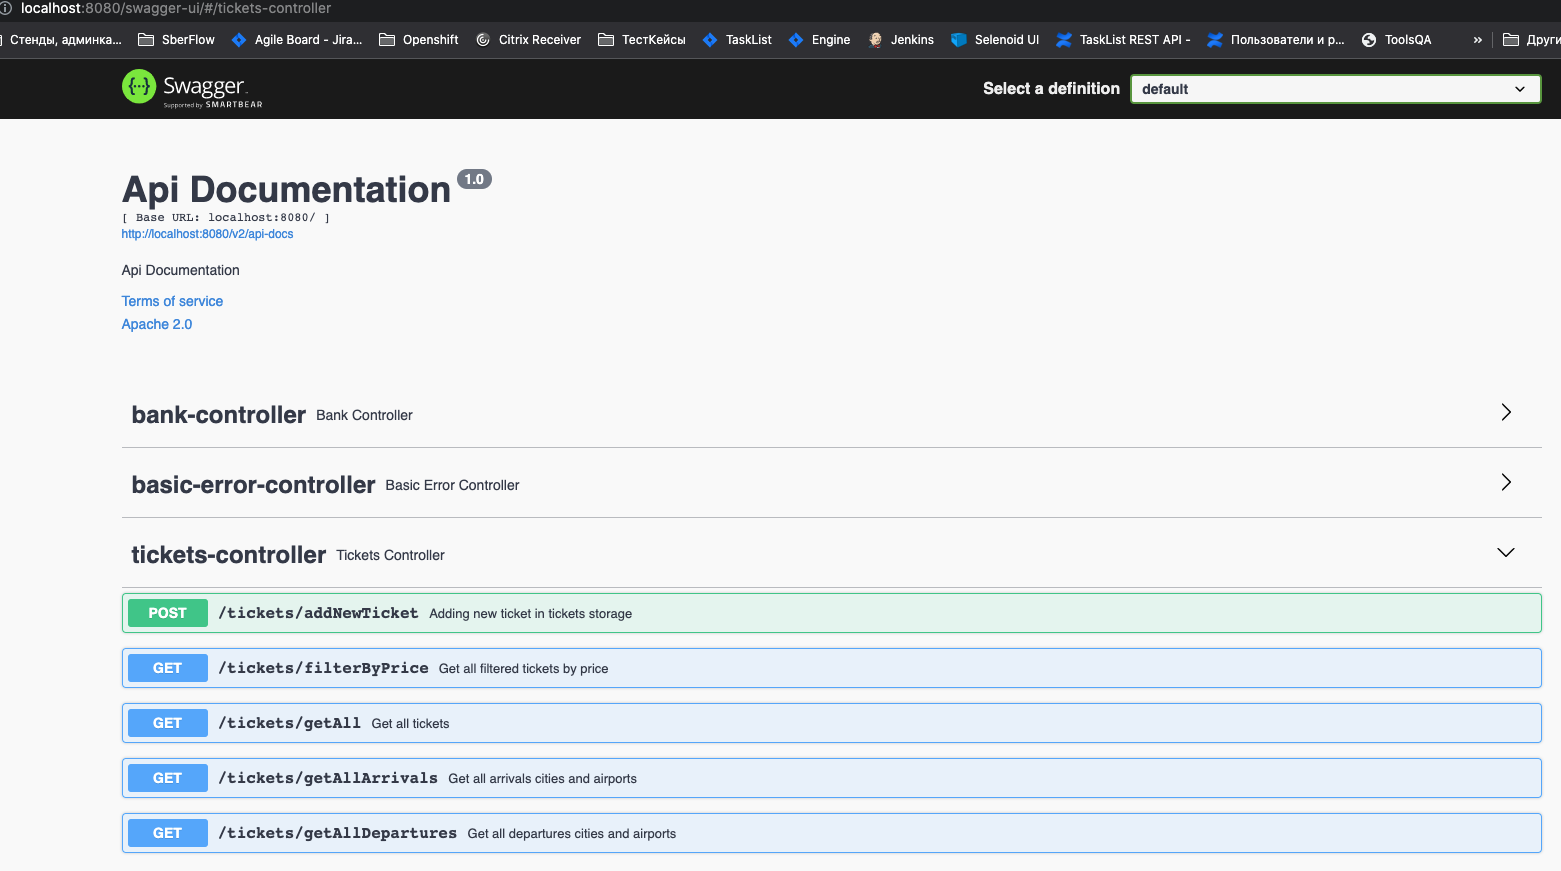 localhost:8080/swagger-ui/#/tickets-controller
Стенды, админка... SberFlow Agile Board - Jira... Openshift Citrix Receiver ТестКейсы TaskList Engine Jenkins Selenoid UI TaskList REST API - Пользователи и р... ToolsQA » Други
{··} Swagger. Select a definition default
Supported by SMARTBEAR
Api Documentation 1.0
[ Base URL: localhost:8080/ ]
http://localhost:8080/v2/api-docs
Api Documentation
Terms of service
Apache 2.0
bank-controller Bank Controller
basic-error-controller Basic Error Controller
tickets-controller Tickets Controller
POST /tickets/addNewTicket Adding new ticket in tickets storage
GET /tickets/filterByPrice Get all filtered tickets by price
GET /tickets/getAll Get all tickets
GET /tickets/getAllArrivals Get all arrivals cities and airports
GET /tickets/getAllDepartures Get all departures cities and airports